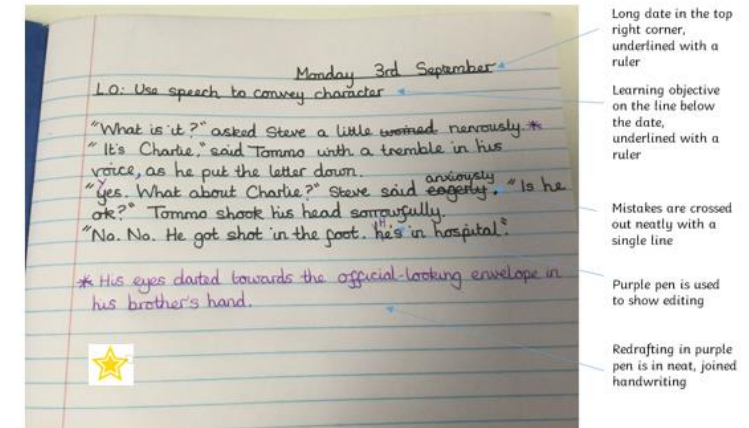 Monday 3rd September
L.O: Use speech to convey character
"What is it?" asked Steve a little worried nervously. *
"It's Charlie," said Tommo with a tremble in his
voice, as he put the letter down.
"Yes. What about Charlie?" Steve said eagerly anxiously. "Is he
ok?" Tommo shook his head sorrowfully.
"No. No. He got shot in the foot. He's in hospital".
* His eyes darted towards the official-looking envelope in
his brother's hand.
Long date in the top
right corner,
underlined with a
ruler
Learning objective
on the line below
the date,
underlined with a
ruler
Mistakes are crossed
out neatly with a
single line
Purple pen is used
to show editing
Redrafting in purple
pen is in neat, joined
handwriting